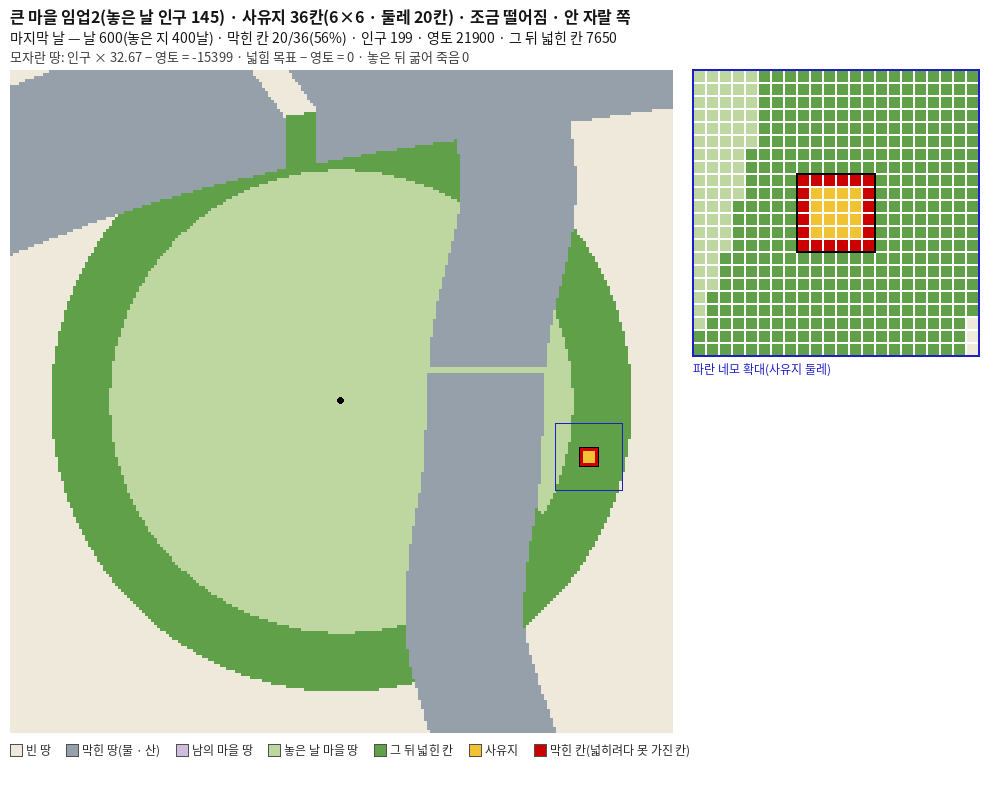 큰 마을 임업2(놓은 날 인구 145) · 사유지 36칸(6×6 · 둘레 20칸) · 조금 떨어짐 · 안 자랄 쪽
마지막 날 — 날 600(놓은 지 400날) · 막힌 칸 20/36(56%) · 인구 199 · 영토 21900 · 그 뒤 넓힌 칸 7650
모자란 땅: 인구 × 32.67 − 영토 = -15399 · 넓힘 목표 − 영토 = 0 · 놓은 뒤 굶어 죽음 0
파란 네모 확대(사유지 둘레)
빈 땅
막힌 땅(물 · 산)
남의 마을 땅
놓은 날 마을 땅
그 뒤 넓힌 칸
사유지
막힌 칸(넓히려다 못 가진 칸)